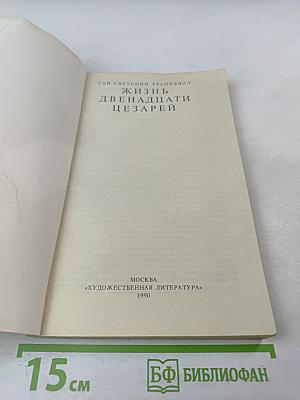 ГАЙ СВЕТОНИЙ ТРАНКВИЛЛ
ЖИЗНЬ
ДВЕНАДЦАТИ
ЦЕЗАРЕЙ
МОСКВА
«ХУДОЖЕСТВЕННАЯ ЛИТЕРАТУРА»
1990
15 см
БФ БИБЛИОФАН